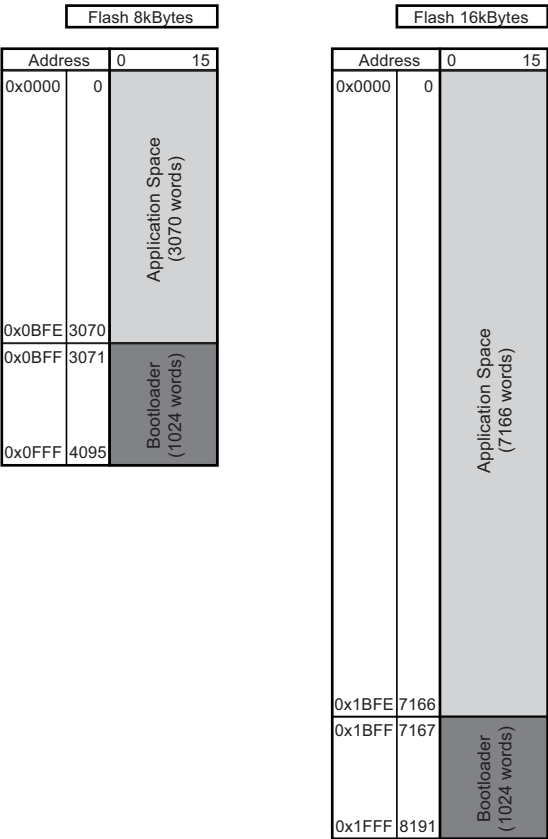 Flash 8kBytes
Address 0 15
0x0000 0
Application Space
(3070 words)
0x0BFE 3070
0x0BFF 3071
Bootloader
(1024 words)
0x0FFF 4095
Flash 16kBytes
Address 0 15
0x0000 0
Application Space
(7166 words)
0x1BFE 7166
0x1BFF 7167
Bootloader
(1024 words)
0x1FFF 8191